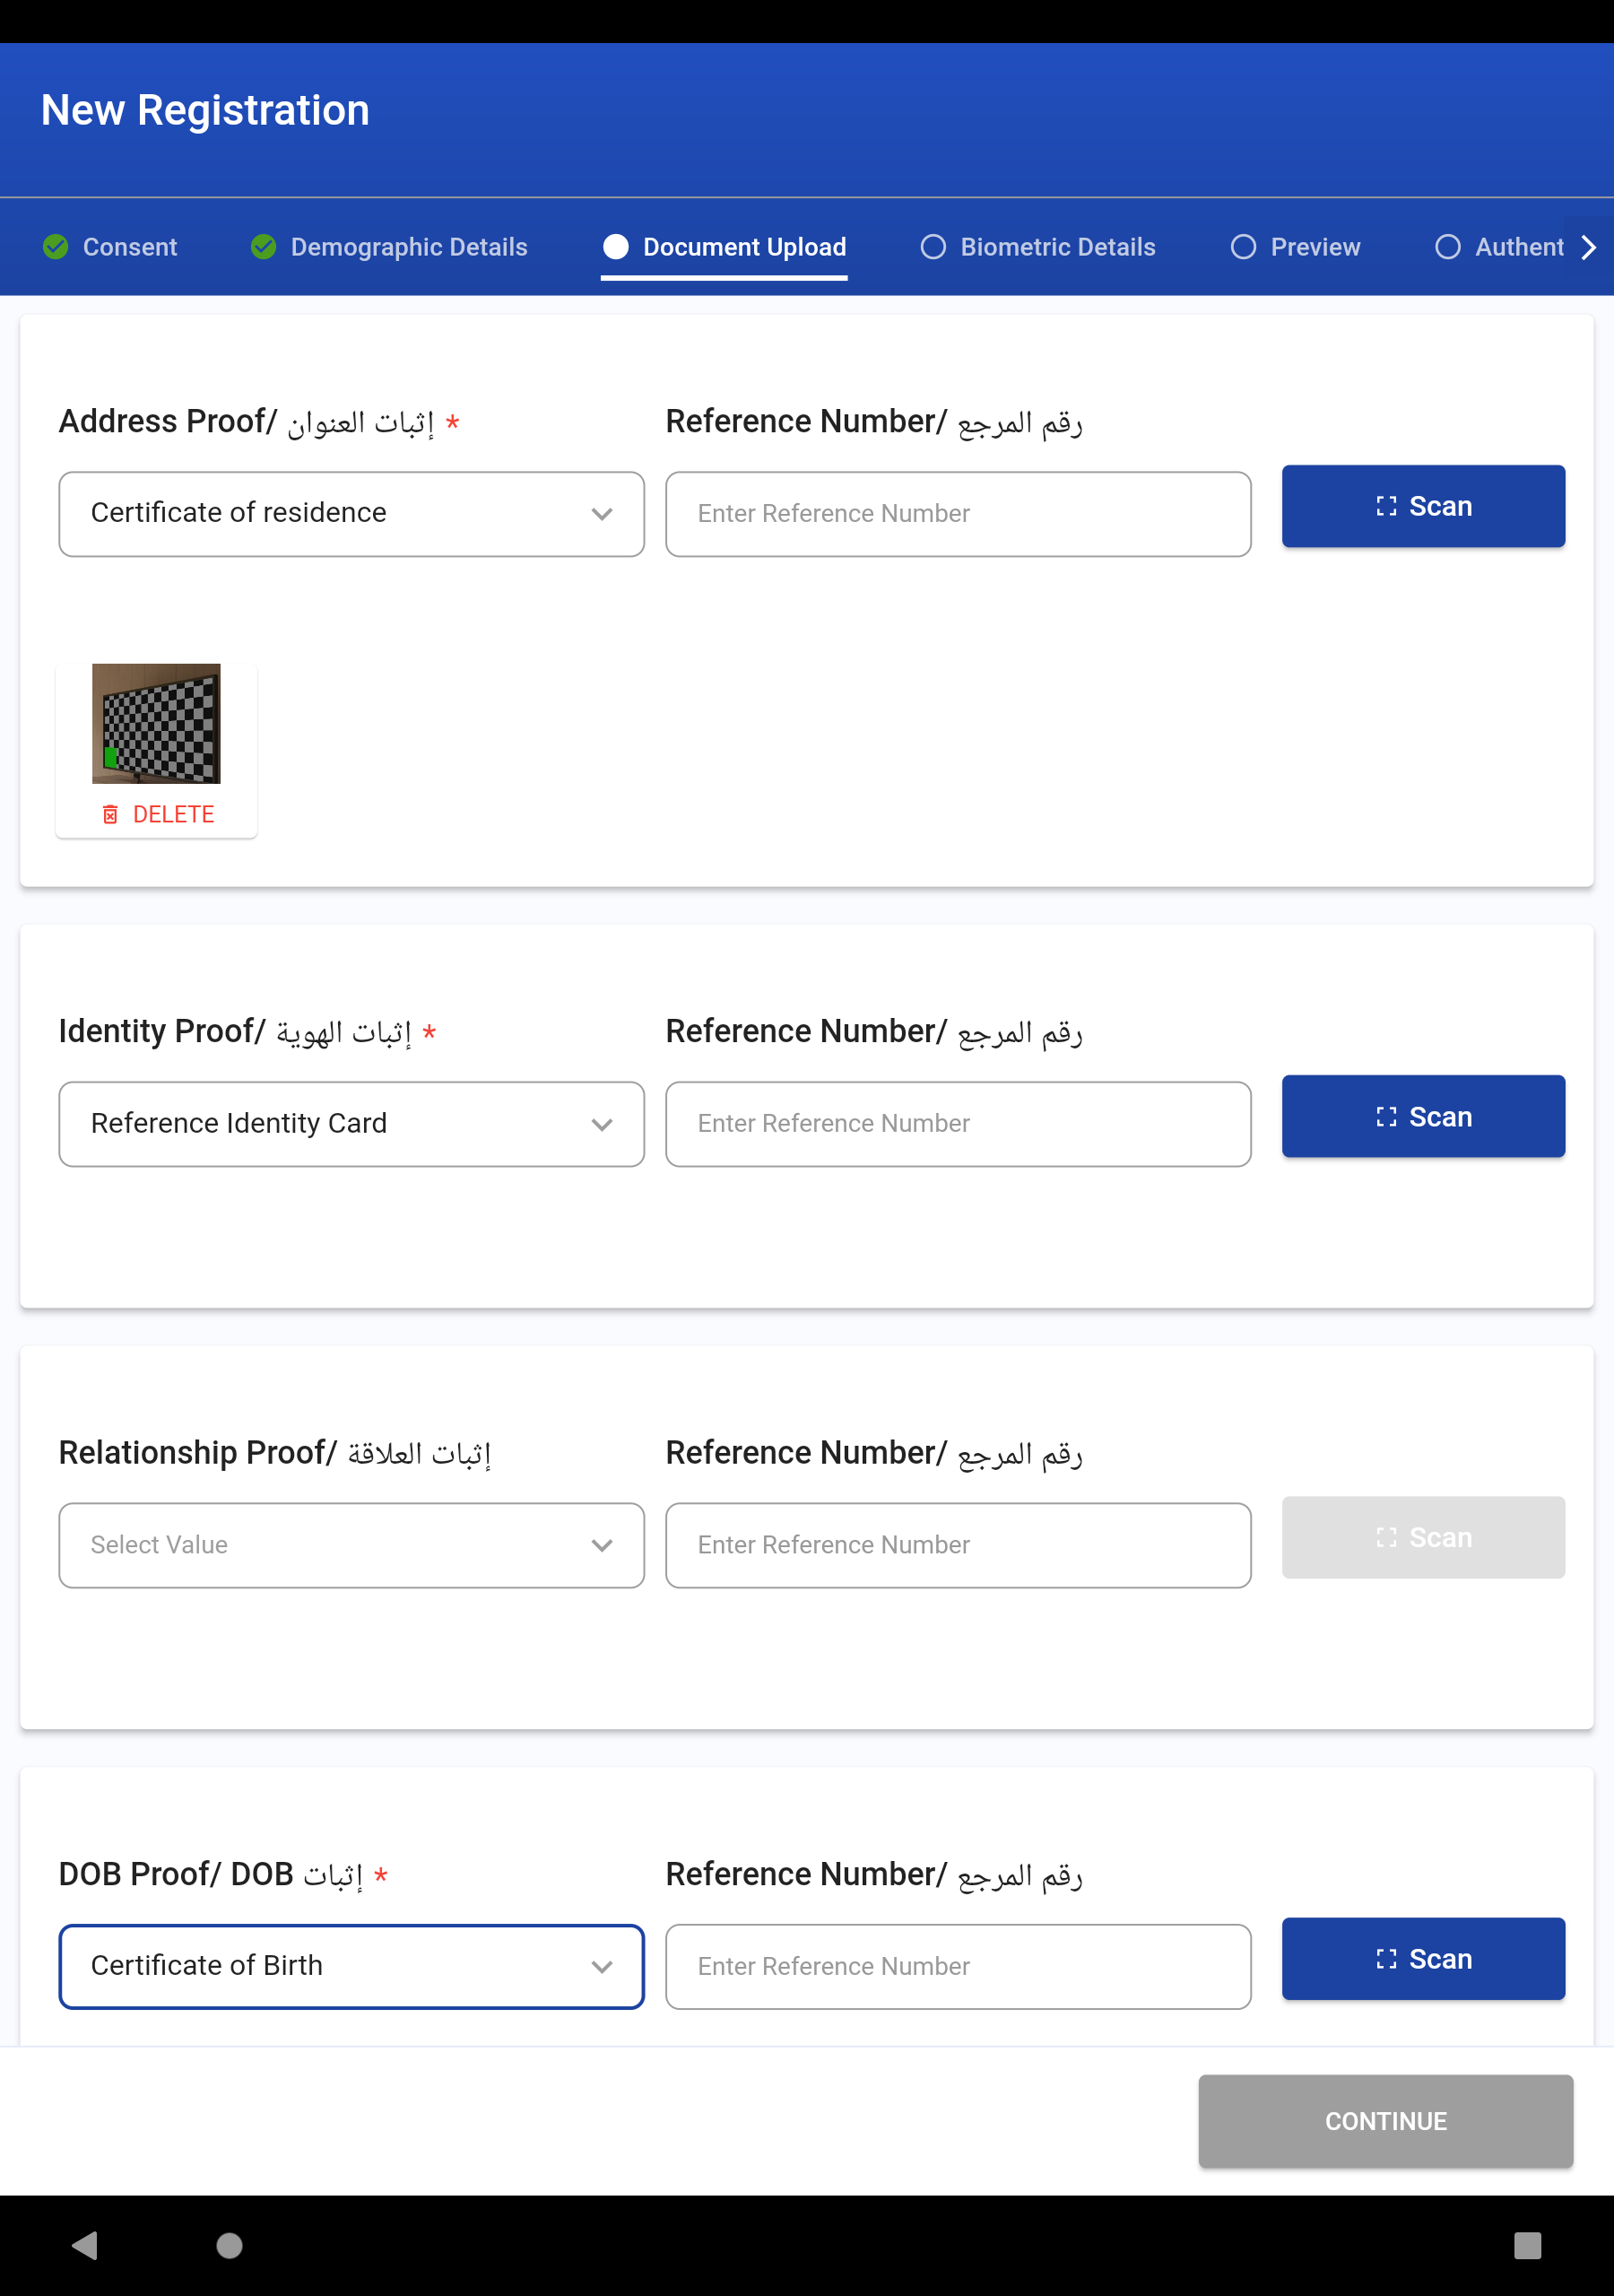 New Registration
Consent Demographic Details Document Upload Biometric Details Preview Authent
Address Proof/ إثبات العنوان * Reference Number/ رقم المرجع
Certificate of residence Enter Reference Number Scan
DELETE
Identity Proof/ إثبات الهوية * Reference Number/ رقم المرجع
Reference Identity Card Enter Reference Number Scan
Relationship Proof/ إثبات العلاقة Reference Number/ رقم المرجع
Select Value Enter Reference Number Scan
DOB Proof/ DOB إثبات * Reference Number/ رقم المرجع
Certificate of Birth Enter Reference Number Scan
CONTINUE